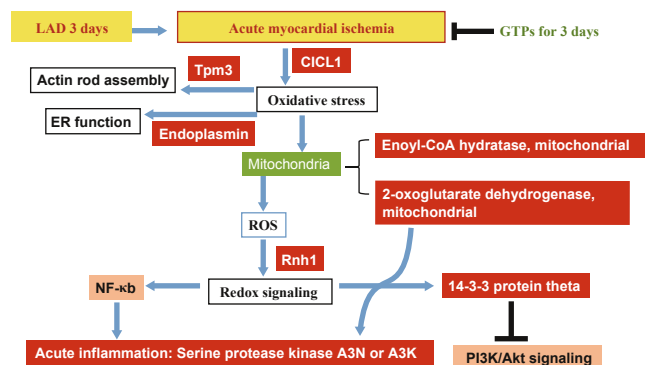 LAD 3 days
Acute myocardial ischemia
GTPs for 3 days
Tpm3
CICL1
Actin rod assembly
Oxidative stress
ER function
Endoplasmin
Enoyl-CoA hydratase, mitochondrial
Mitochondria
2-oxoglutarate dehydrogenase,
mitochondrial
ROS
Rnh1
NF-κb
Redox signaling
14-3-3 protein theta
Acute inflammation: Serine protease kinase A3N or A3K
PI3K/Akt signaling